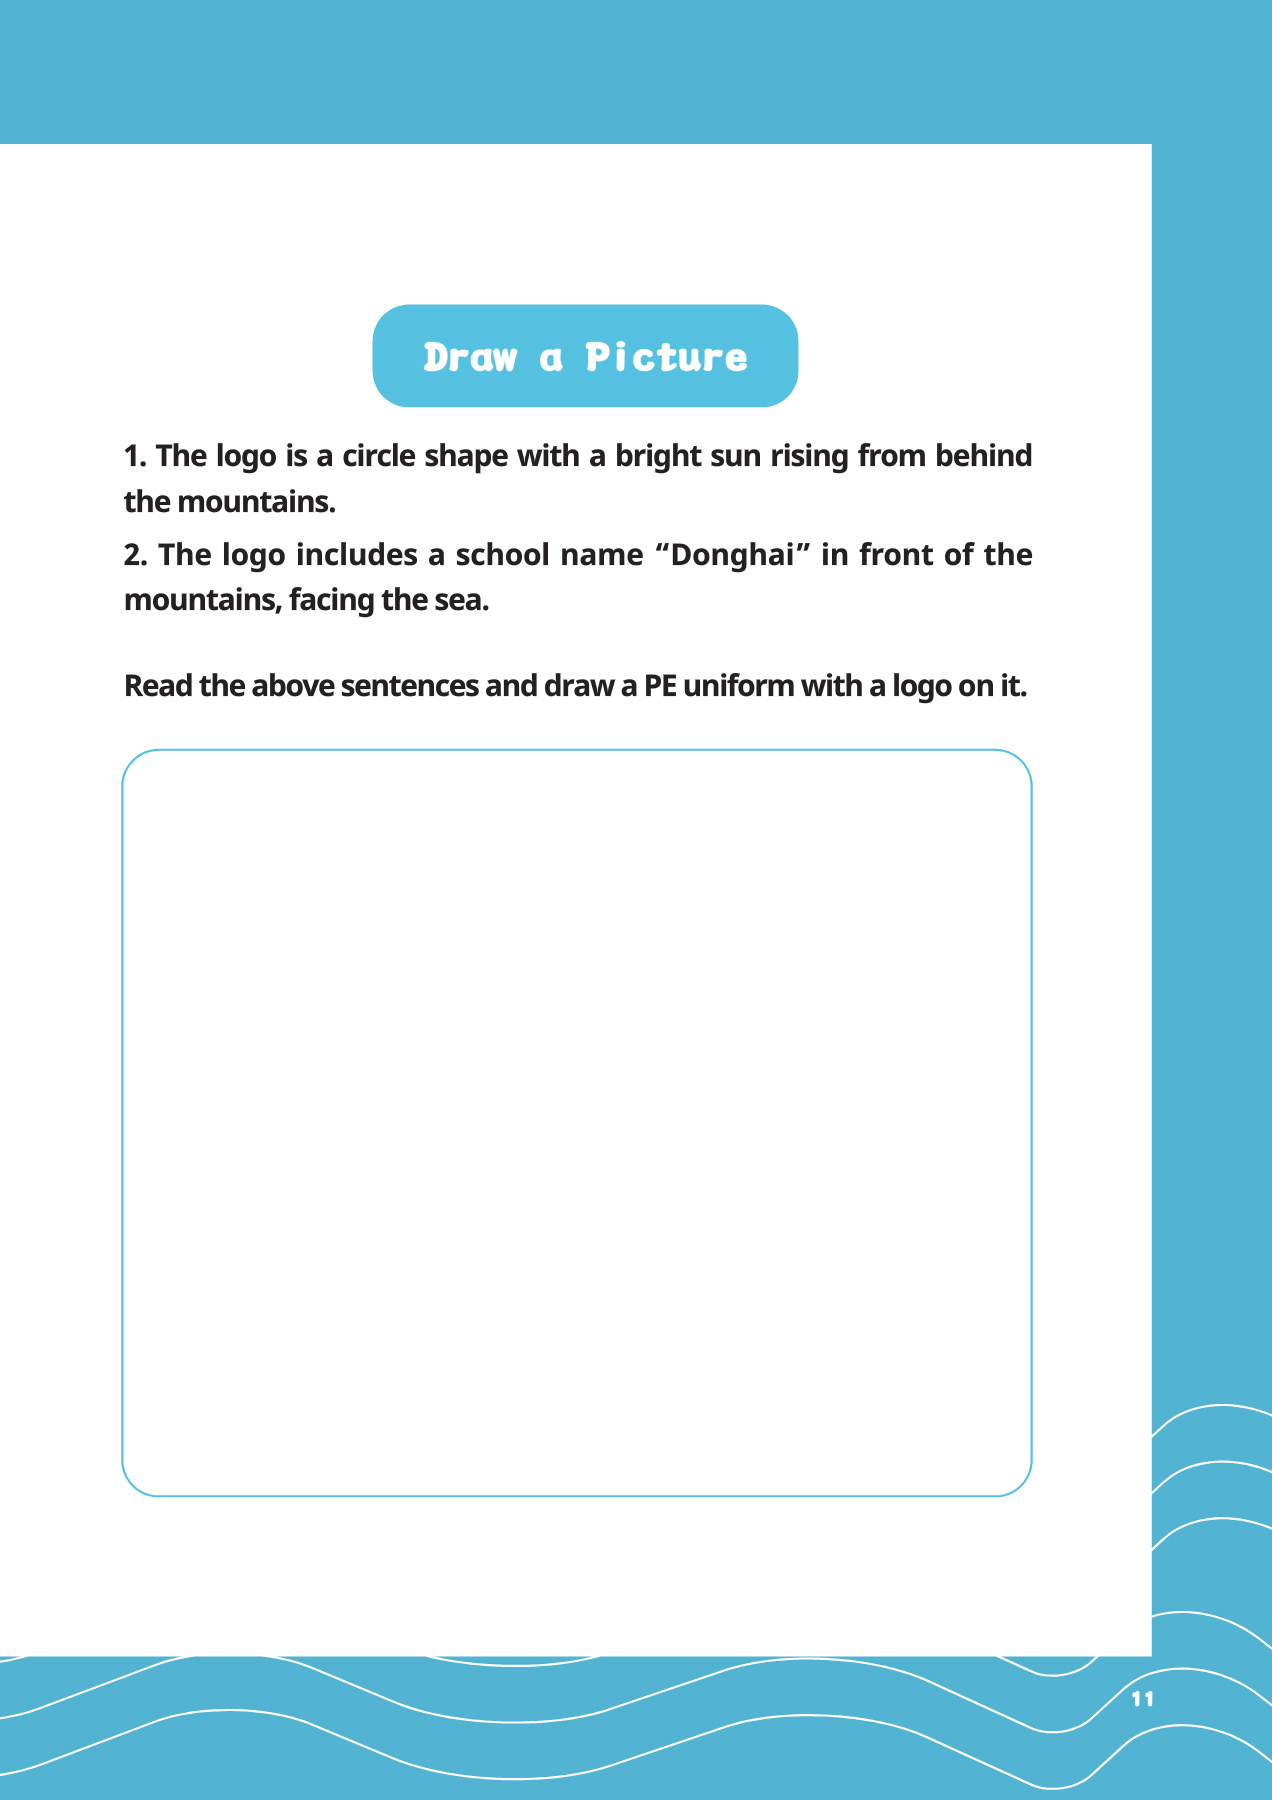 Draw a Picture
1. The logo is a circle shape with a bright sun rising from behind
the mountains.
2. The logo includes a school name “Donghai” in front of the
mountains, facing the sea.
Read the above sentences and draw a PE uniform with a logo on it.
11